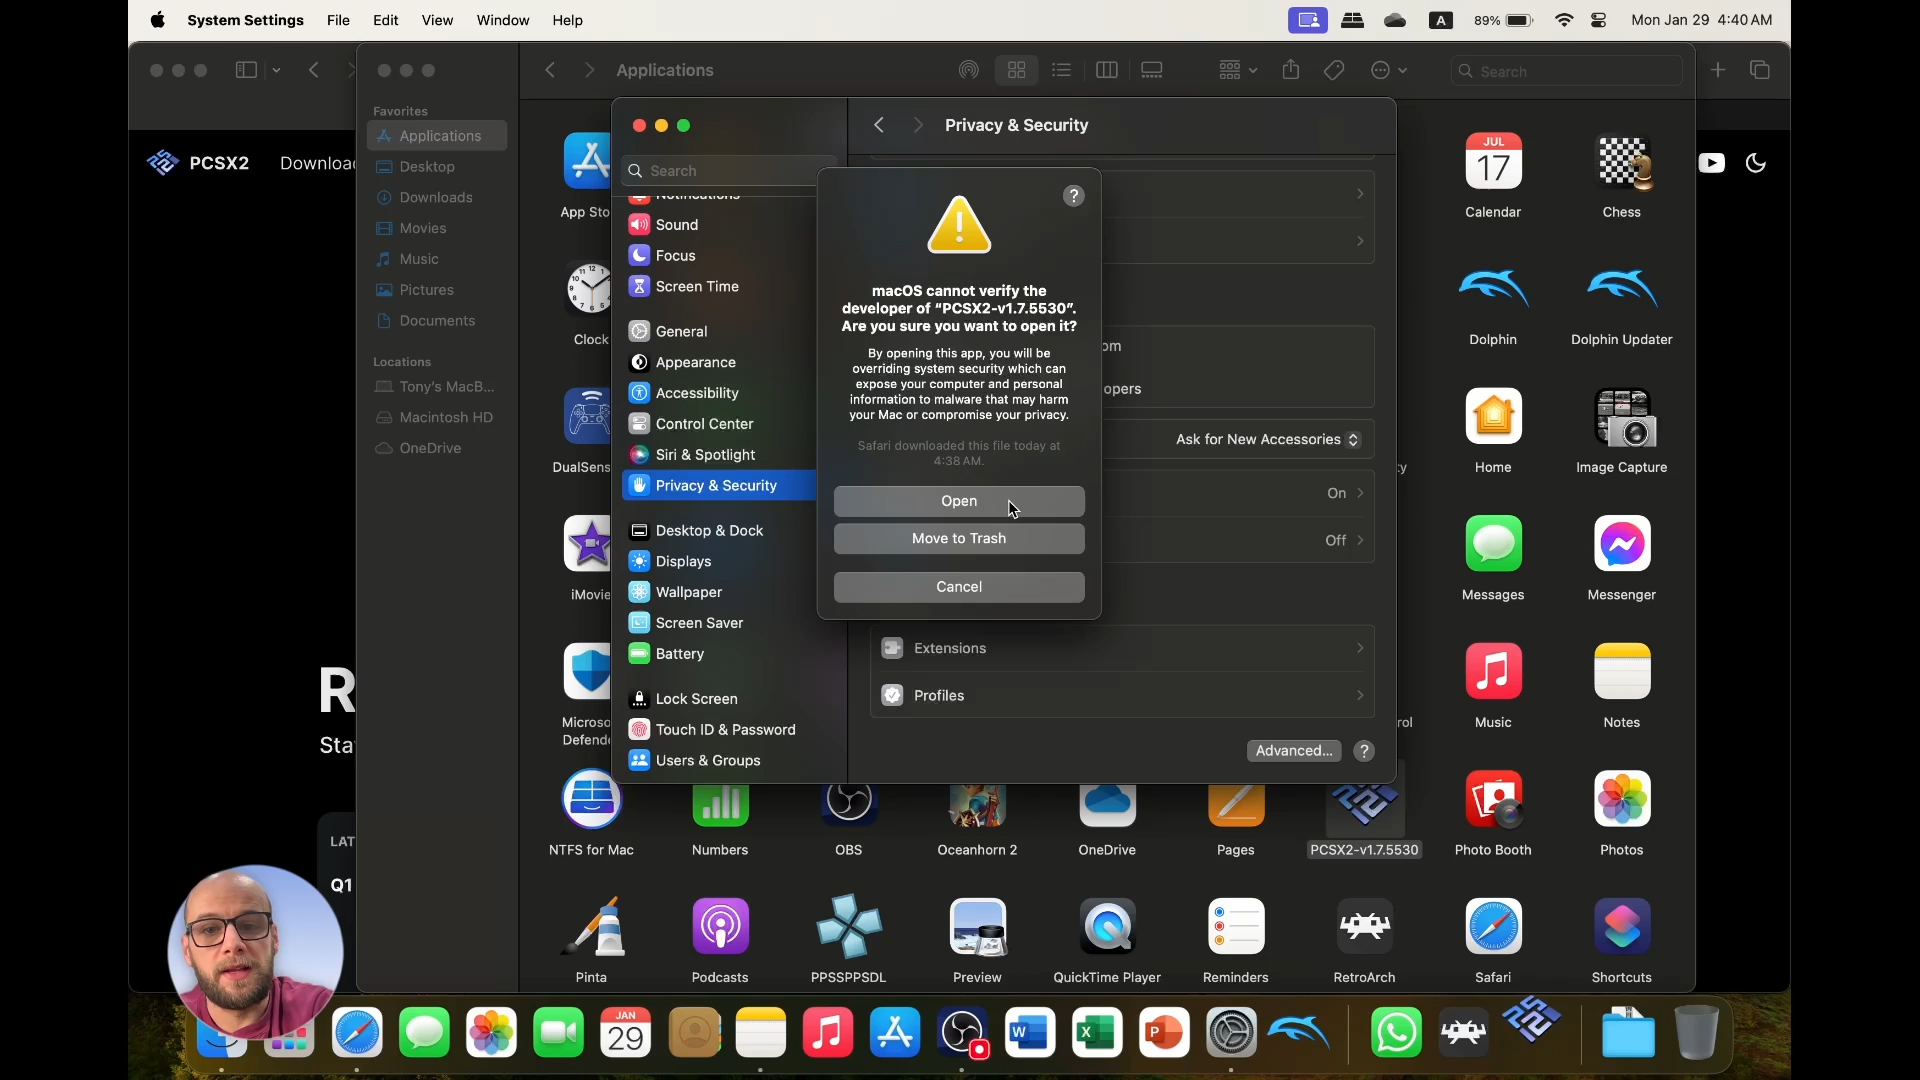 System Settings File Edit View Window Help
A 89% Mon Jan 29 4:40 AM
Applications
Search
PCSX2
Favorites
Applications
Desktop
Downloads
Movies
Music
Pictures
Documents
Locations
Tony's MacB...
Macintosh HD
OneDrive
Search
Sound
Focus
Screen Time
General
Appearance
Accessibility
Control Center
Siri & Spotlight
Privacy & Security
Desktop & Dock
Displays
Wallpaper
Screen Saver
Battery
Lock Screen
Touch ID & Password
Users & Groups
Privacy & Security
?
macOS cannot verify the
developer of “PCSX2-v1.7.5530”.
Are you sure you want to open it?
By opening this app, you will be
overriding system security which can
expose your computer and personal
information to malware that may harm
your Mac or compromise your privacy.
Safari downloaded this file today at
4:38 AM.
Open
Move to Trash
Cancel
Ask for New Accessories
On
Off
Extensions
Profiles
Advanced...
?
App Sto
Clock
DualSens
iMovie
Microso
Defende
JUL
17
Calendar
Chess
Dolphin
Dolphin Updater
Home
Image Capture
Messages
Messenger
Music
Notes
NTFS for Mac
Numbers
OBS
Oceanhorn 2
OneDrive
Pages
PCSX2-v1.7.5530
Photo Booth
Photos
Pinta
Podcasts
PPSSPPSDL
Preview
QuickTime Player
Reminders
RetroArch
Safari
Shortcuts
LAT
Q1
JAN
29
W
X
P